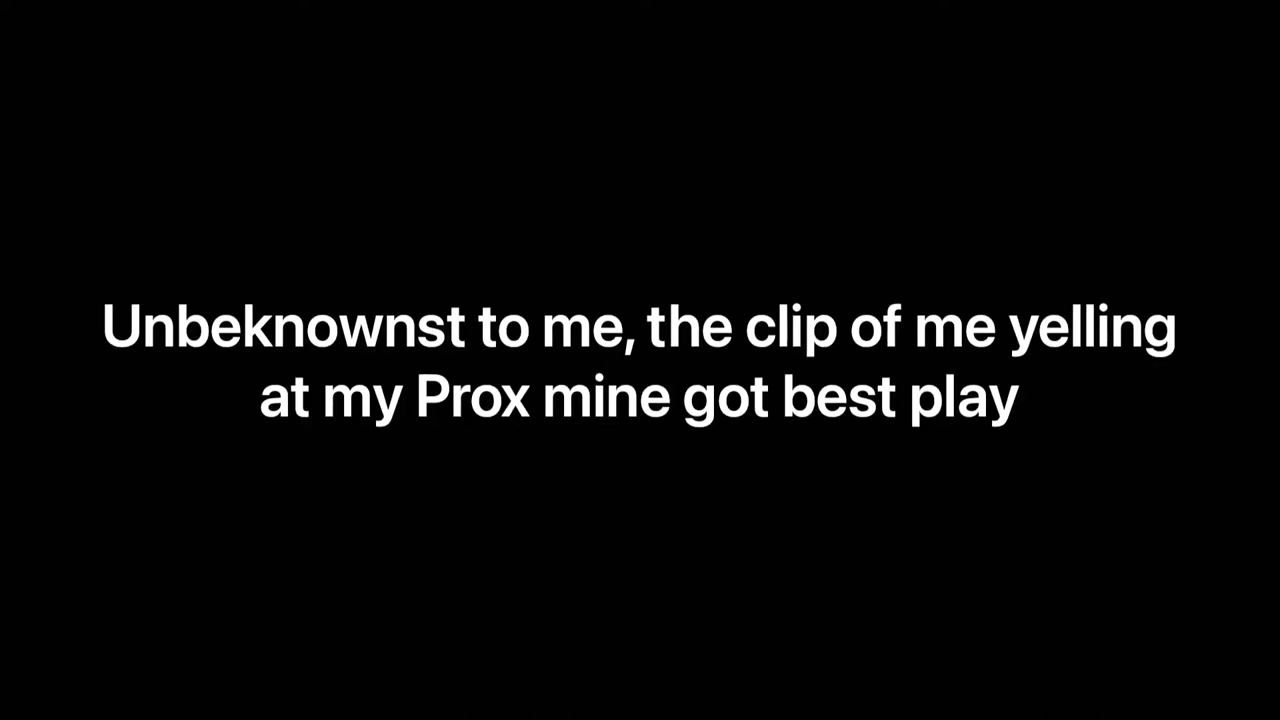 Unbeknownst to me, the clip of me yelling
at my Prox mine got best play